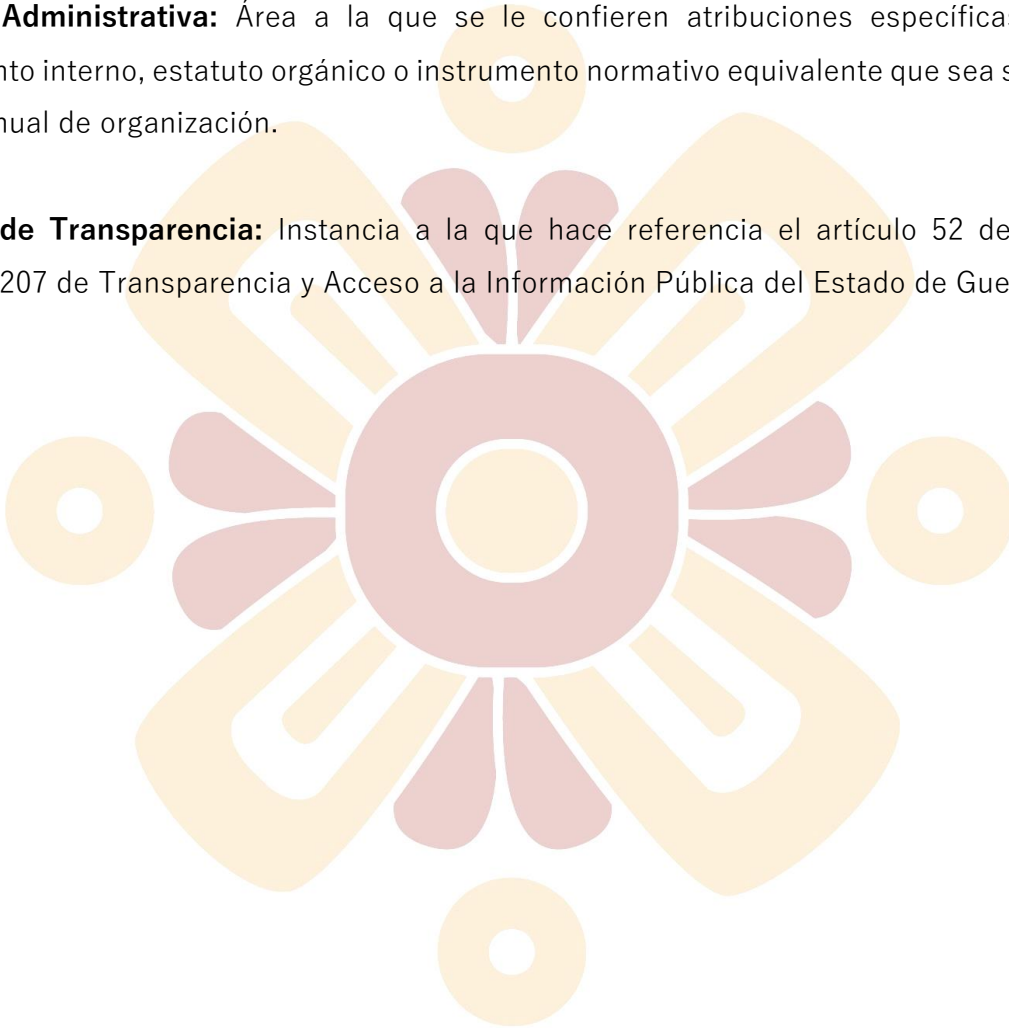 Administrativa: Área a la que se le confieren atribuciones específicas
nto interno, estatuto orgánico o instrumento normativo equivalente que sea s
nual de organización.
de Transparencia: Instancia a la que hace referencia el artículo 52 de
207 de Transparencia y Acceso a la Información Pública del Estado de Gue